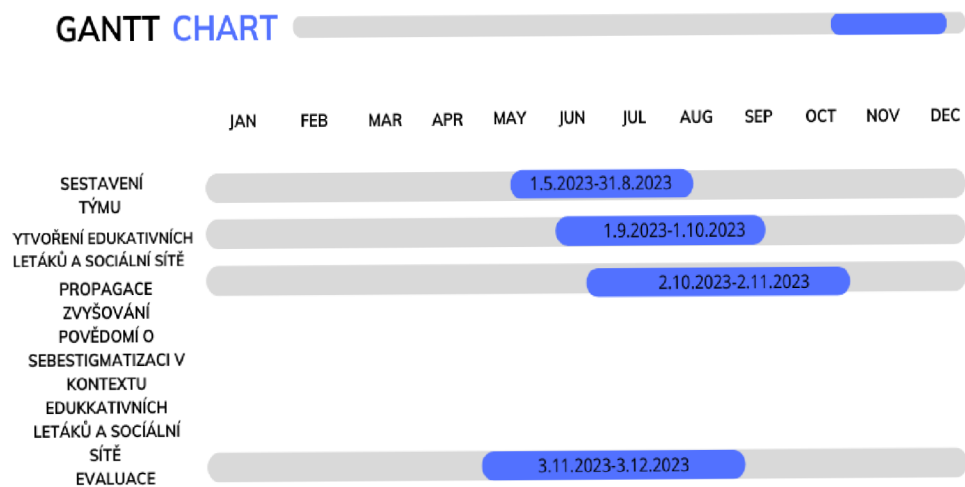 GANTT CHART
JAN FEB MAR APR MAY JUN JUL AUG SEP OCT NOV DEC
SESTAVENÍ
TÝMU
1.5.2023-31.8.2023
YTVOŘENÍ EDUKATIVNÍCH
LETÁKŮ A SOCIÁLNÍ SÍTĚ
1.9.2023-1.10.2023
PROPAGACE
ZVYŠOVÁNÍ
POVĚDOMÍ O
SEBESTIGMATIZACI V
KONTEXTU
EDUKKATIVNÍCH
LETÁKŮ A SOCÍÁLNÍ
SÍTĚ
2.10.2023-2.11.2023
EVALUACE
3.11.2023-3.12.2023